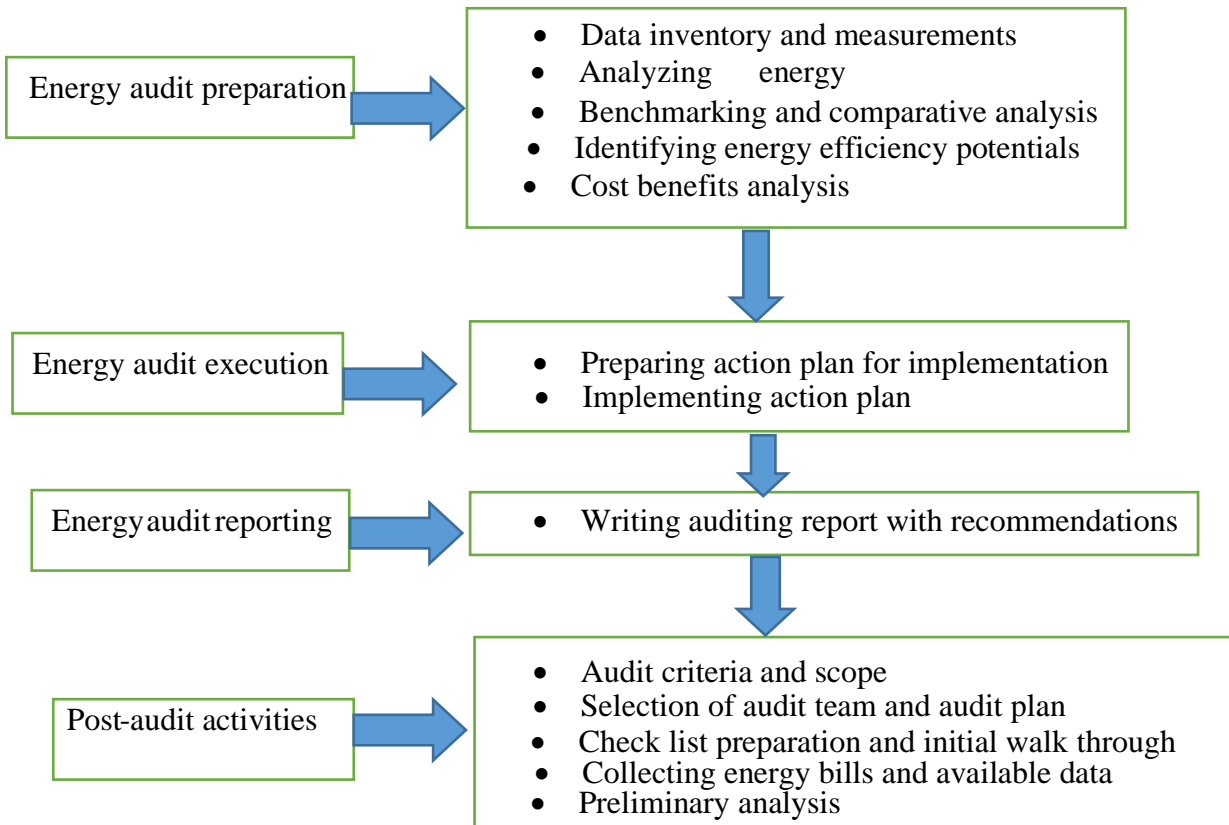 Energy audit preparation
• Data inventory and measurements
• Analyzing energy
• Benchmarking and comparative analysis
• Identifying energy efficiency potentials
• Cost benefits analysis
Energy audit execution
• Preparing action plan for implementation
• Implementing action plan
Energy audit reporting
• Writing auditing report with recommendations
Post-audit activities
• Audit criteria and scope
• Selection of audit team and audit plan
• Check list preparation and initial walk through
• Collecting energy bills and available data
• Preliminary analysis